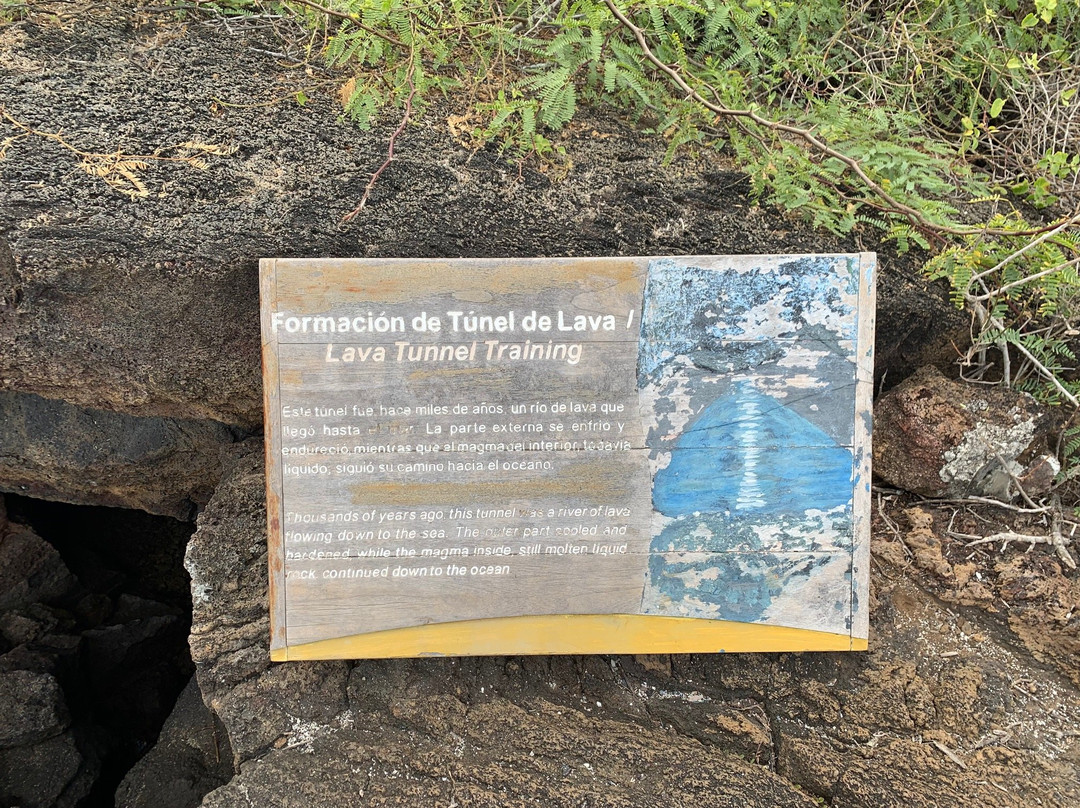 Formación de Túnel de Lava /
Lava Tunnel Training
Este túnel fue, hace miles de años, un río de lava que
llegó hasta La parte externa se enfrío y
endureció, mientras que el magma del interior, todavía
líquido, siguió su camino hacia el océano.
Thousands of years ago, this tunnel was a river of lava
flowing down to the sea. The outer part cooled and
hardened, while the magma inside, still molten liquid
rock, continued down to the ocean